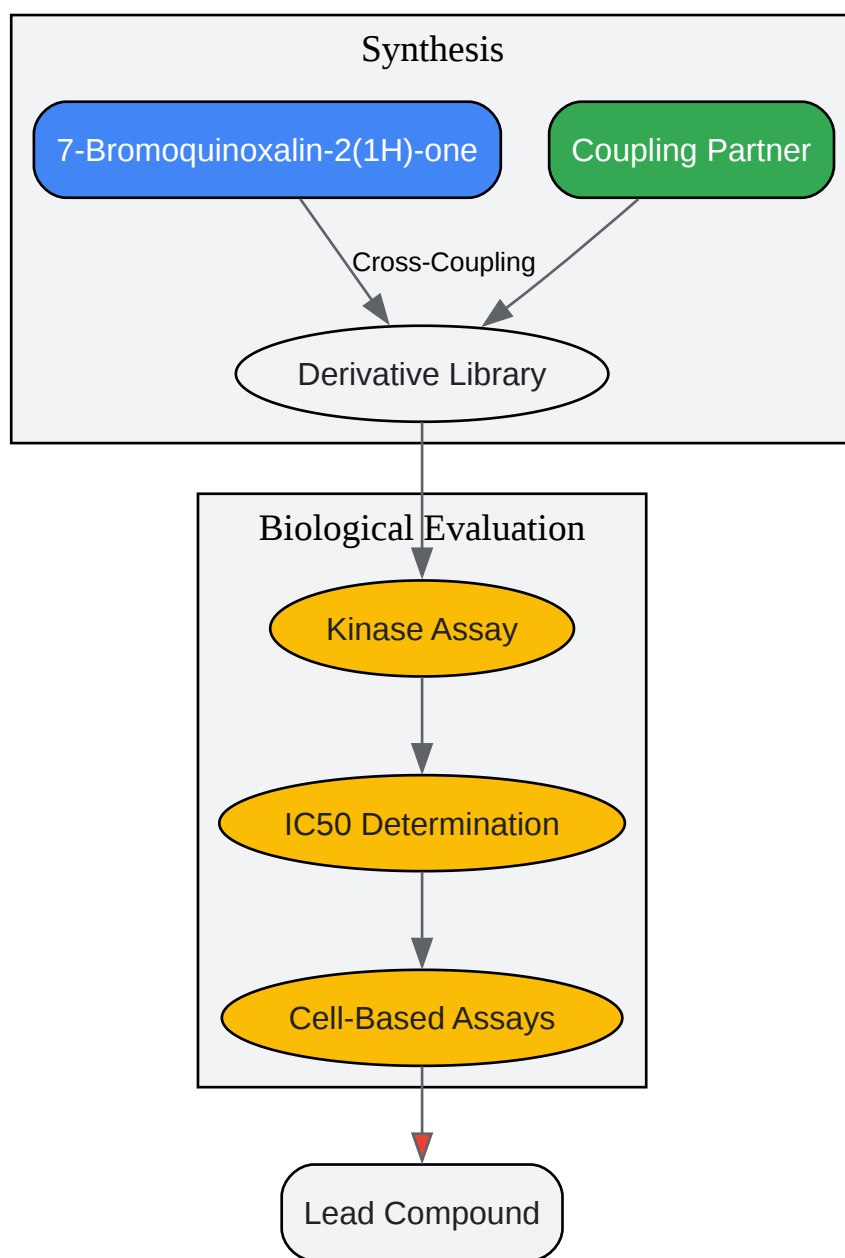 Synthesis
7-Bromoquinoxalin-2(1H)-one
Coupling Partner
Cross-Coupling
Derivative Library
Biological Evaluation
Kinase Assay
IC50 Determination
Cell-Based Assays
Lead Compound